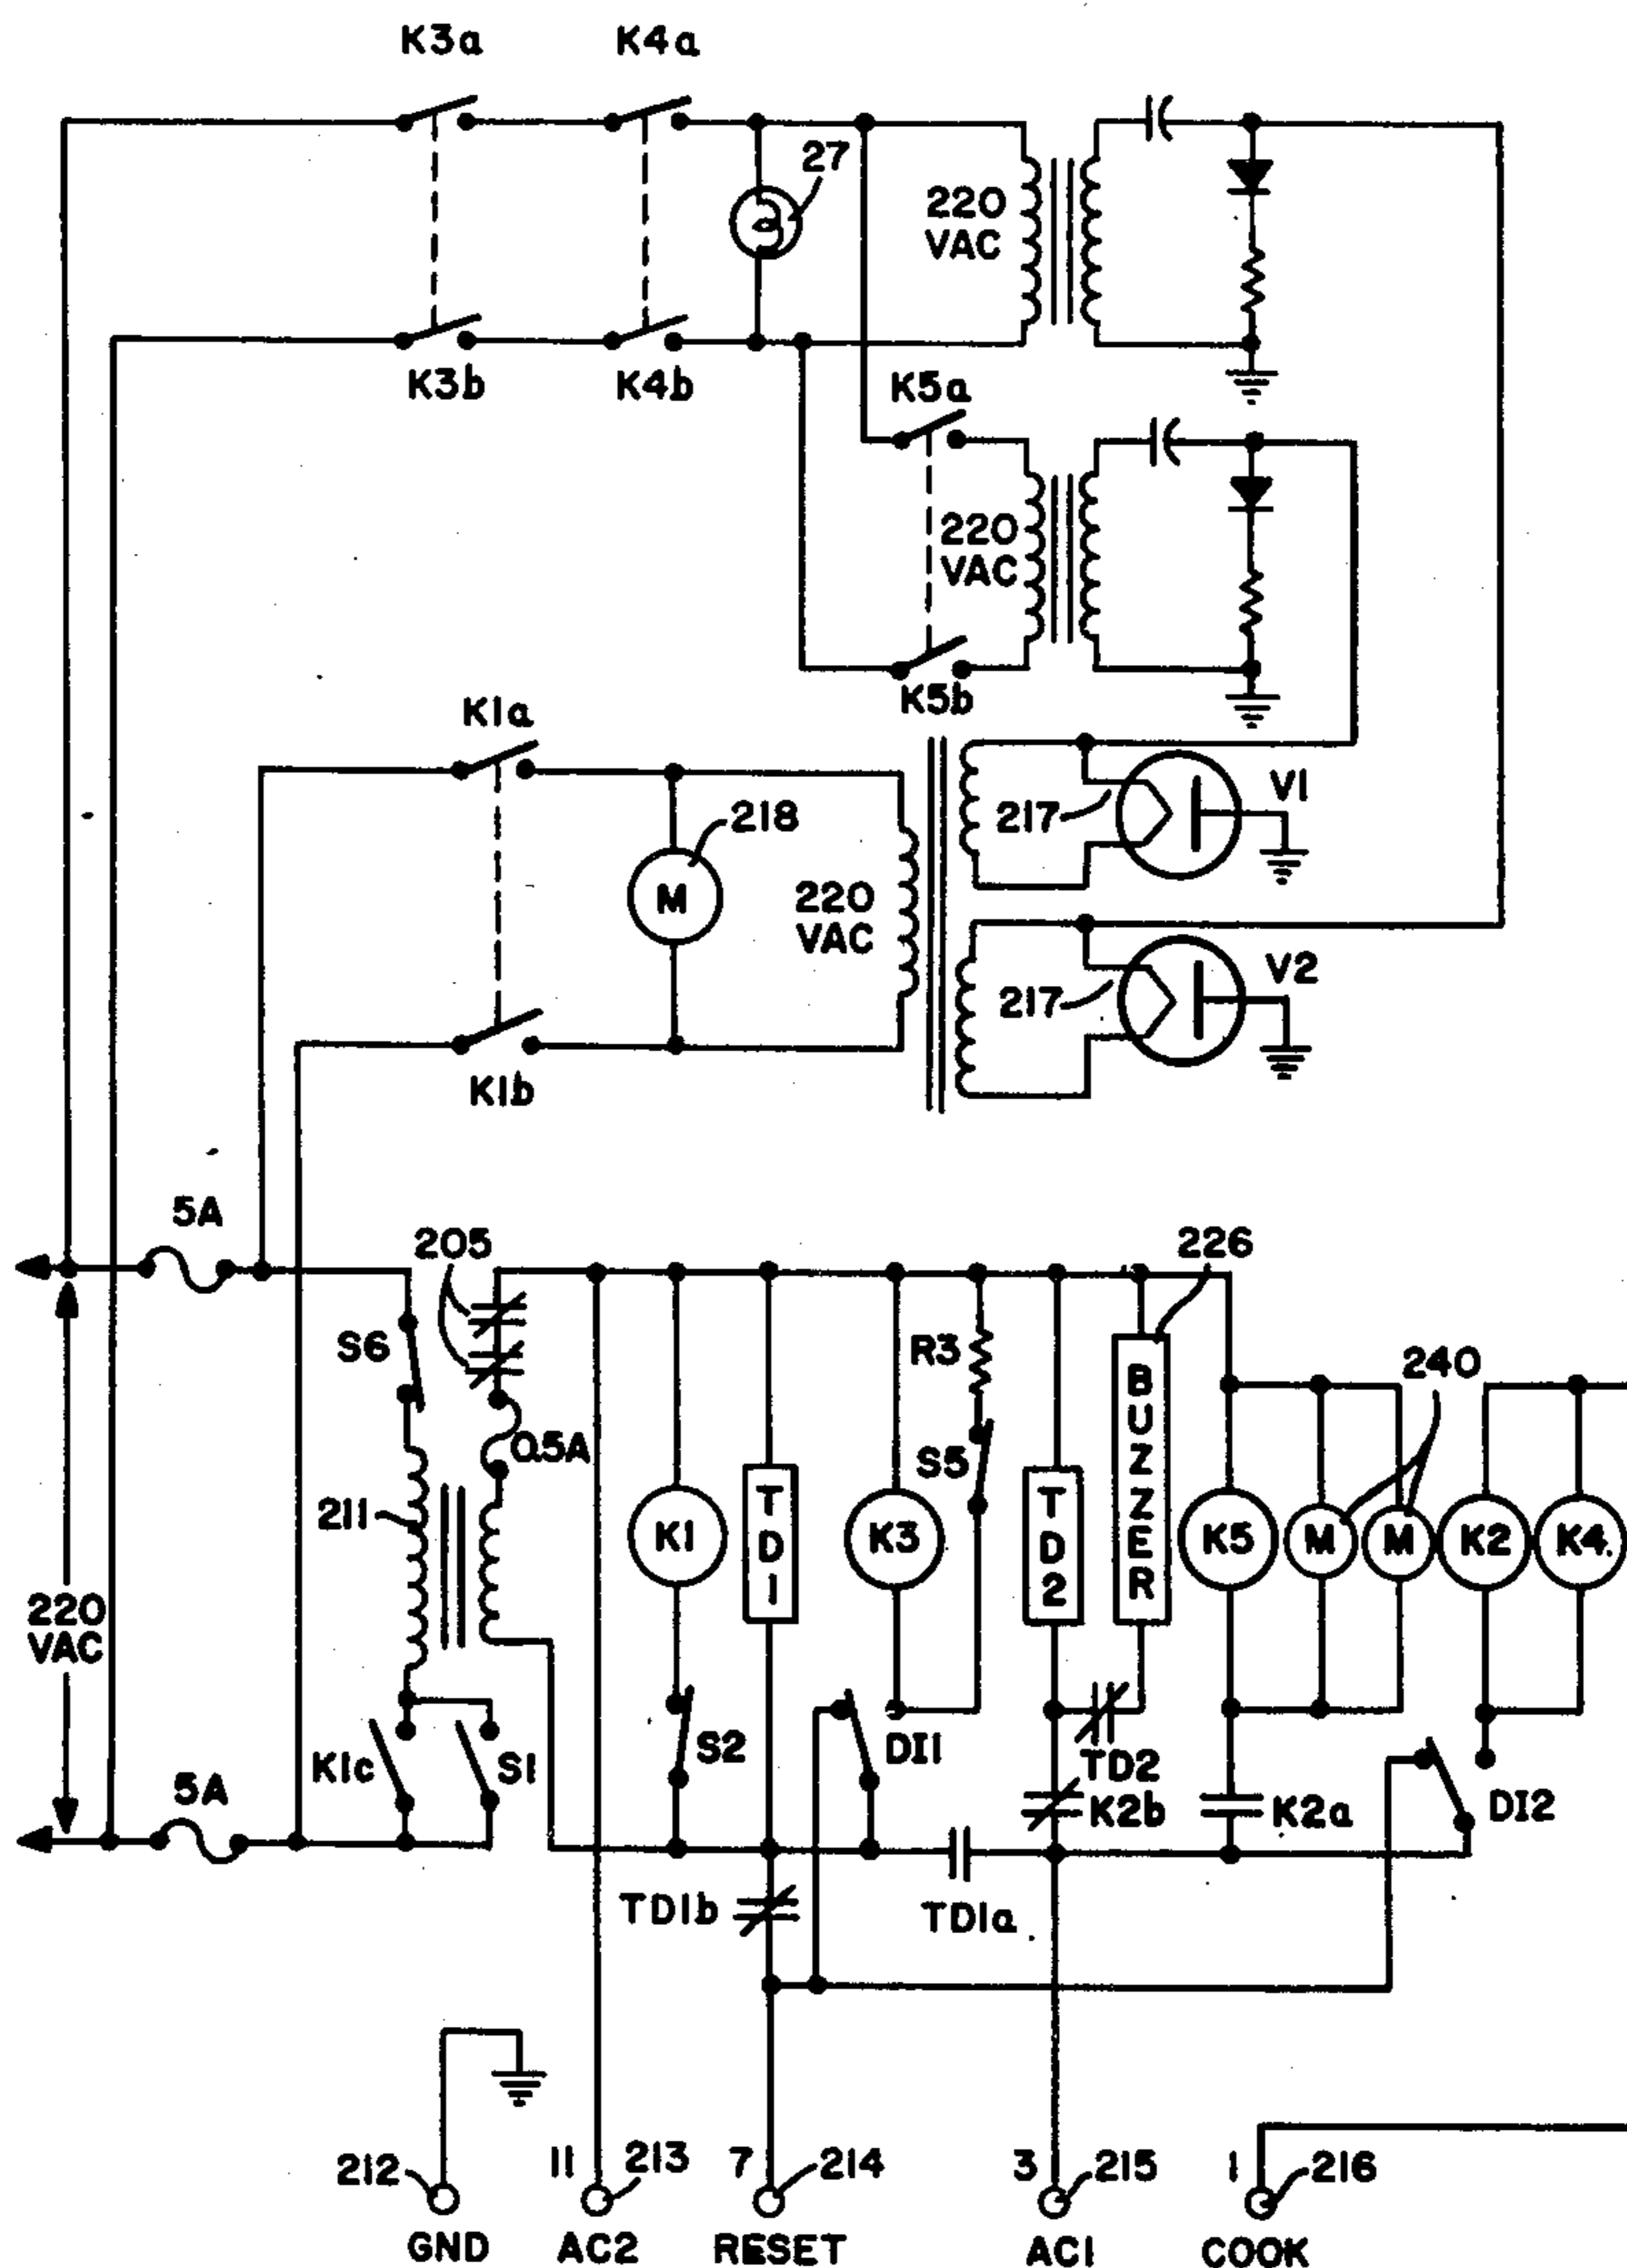 K3a K4a
27
220
VAC
K3b K4b
K5a
220
VAC
K5b
K1a
218
M
220
VAC
217
V1
217
V2
K1b
5A
205
226
S6
R3
240
0.5A
S5
BUZZER
211
K1
TD1
K3
TD2
K5
M
M
K2
K4
220
VAC
K1c
S1
S2
DI1
TD2
K2b
K2a
DI2
5A
TD1b
TD1a
212
11
213
7
214
3
215
1
216
GND
AC2
RESET
AC1
COOK